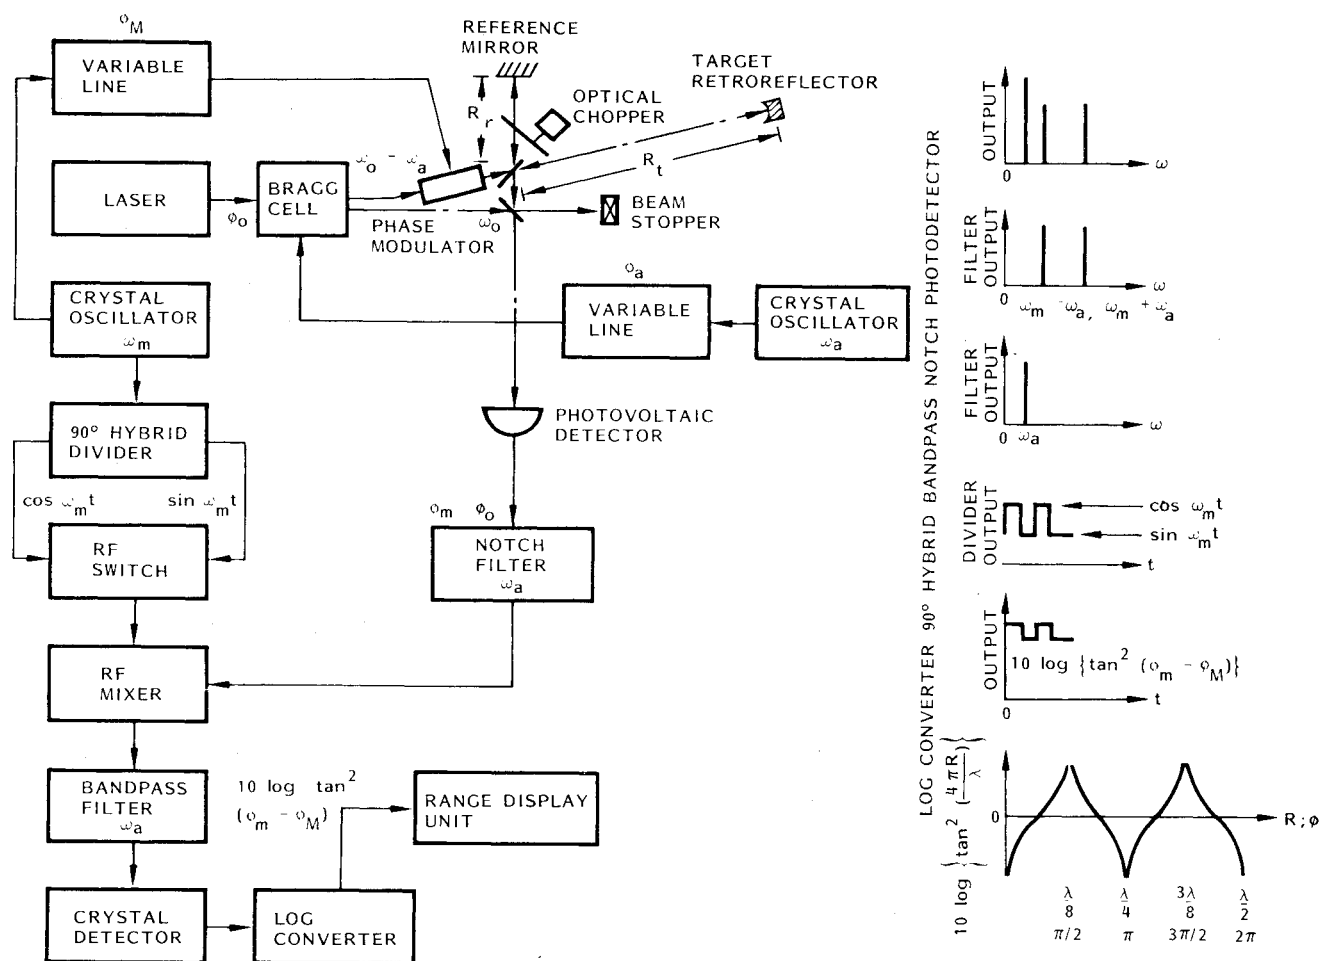 φM
VARIABLE
LINE
REFERENCE
MIRROR
Rr
OPTICAL
CHOPPER
TARGET
RETROREFLECTOR
Rt
LASER
φo
BRAGG
CELL
ωo - ωa
PHASE
MODULATOR
ωo
BEAM
STOPPER
CRYSTAL
OSCILLATOR
ωm
φa
VARIABLE
LINE
CRYSTAL
OSCILLATOR
ωa
90° HYBRID
DIVIDER
cos ωmt
sin ωmt
PHOTOVOLTAIC
DETECTOR
φm φo
RF
SWITCH
NOTCH
FILTER
ωa
RF
MIXER
BANDPASS
FILTER
ωa
10 log tan²
(φm - φM)
RANGE DISPLAY
UNIT
CRYSTAL
DETECTOR
LOG
CONVERTER
LOG CONVERTER 90° HYBRID BANDPASS NOTCH PHOTODETECTOR
OUTPUT
0
ω
FILTER
OUTPUT
0
ω
ωm - ωa, ωm + ωa
FILTER
OUTPUT
0
ωa
ω
DIVIDER
OUTPUT
cos ωmt
sin ωmt
0
t
OUTPUT
10 log {tan² (φm - φM)}
0
t
10 log {tan² (4πR/λ)}
0
R;φ
λ/8 λ/4 3λ/8 λ/2
π/2 π 3π/2 2π